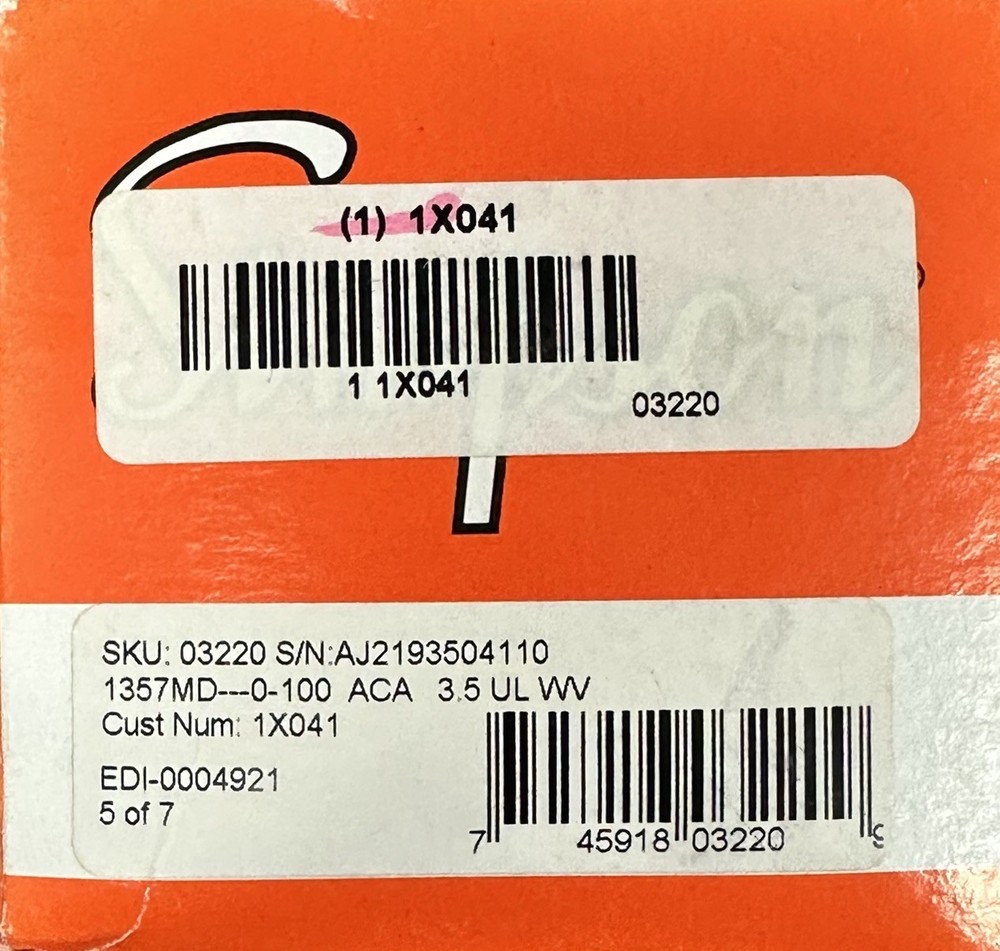 (1) 1X041
1 1X041
03220
SKU: 03220 S/N:AJ2193504110
1357MD---0-100 ACA 3.5 UL WV
Cust Num: 1X041
EDI-0004921
5 of 7
7 45918 03220 9